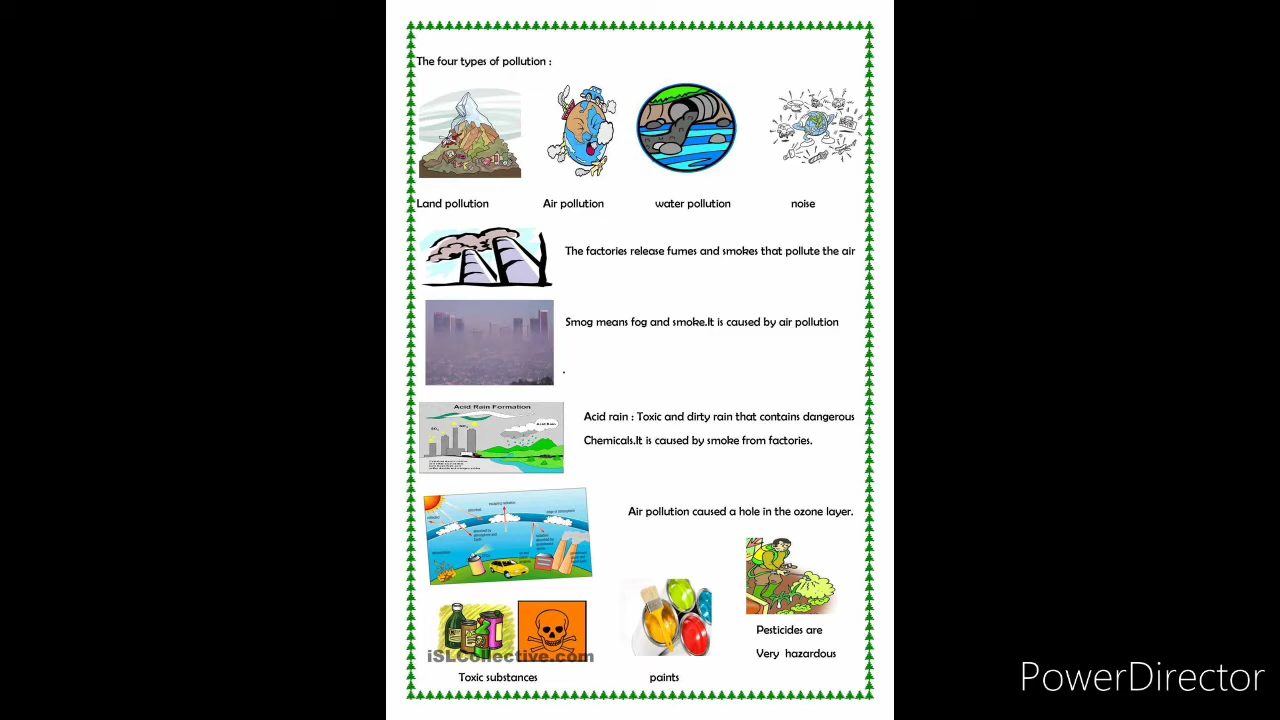 The four types of pollution :
Land pollution
Air pollution
water pollution
noise
The factories release fumes and smokes that pollute the air
Smog means fog and smoke.It is caused by air pollution
.
Acid Rain Formation
Acid Rain
Acid rain : Toxic and dirty rain that contains dangerous
Chemicals.It is caused by smoke from factories.
Air pollution caused a hole in the ozone layer.
Pesticides are
Very hazardous
iSLCollective.com
Toxic substances
paints
PowerDirector